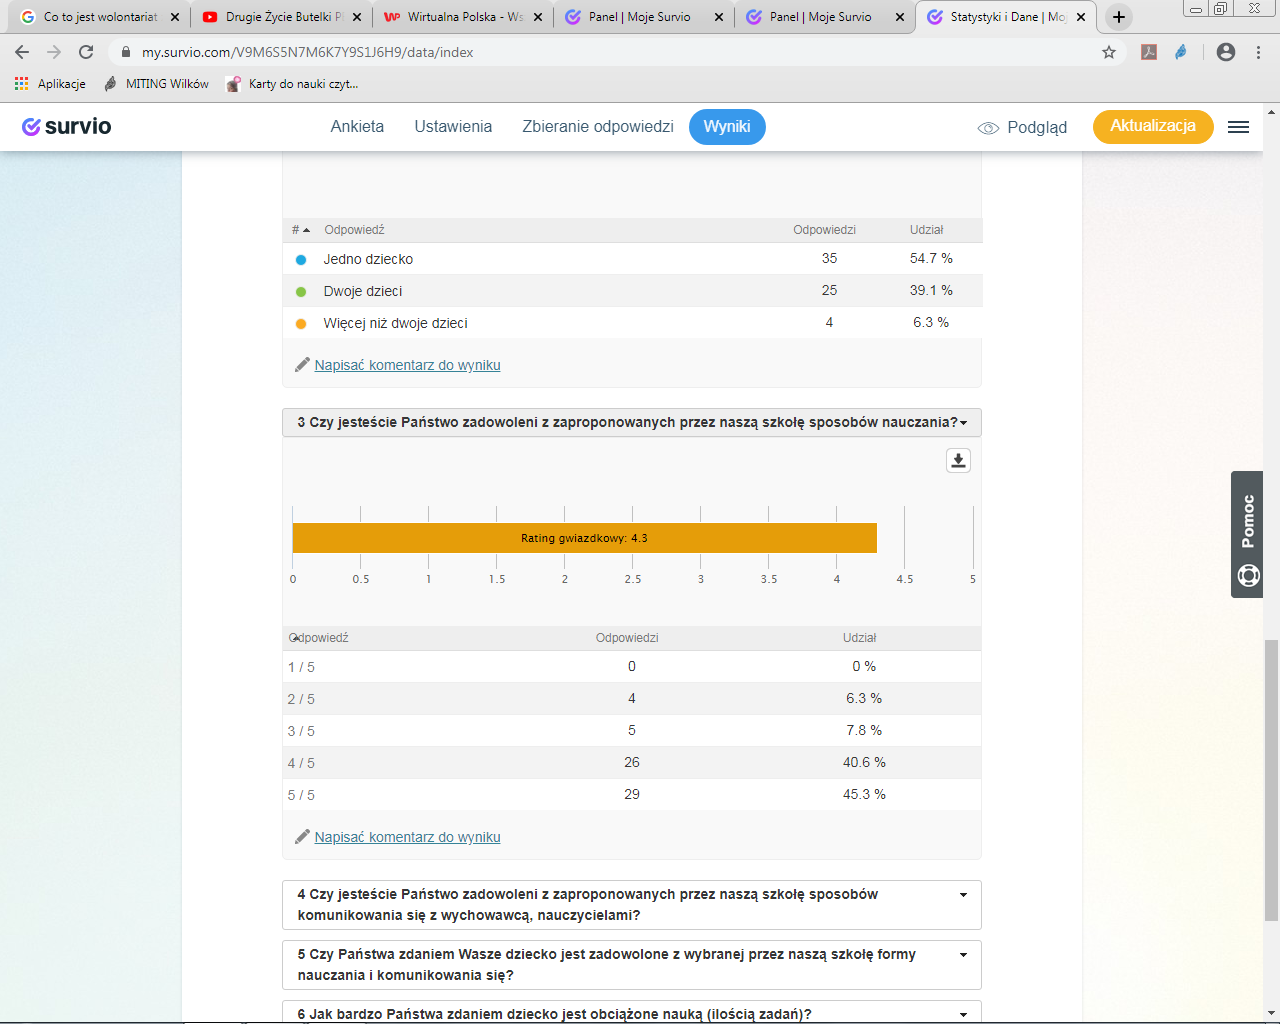 Co to jest wolontariat
Drugie Życie Butelki Pl
Wirtualna Polska - Ws
Panel | Moje Survio
Panel | Moje Survio
Statystyki i Dane | Mo
my.survio.com/V9M6S5N7M6K7Y9S1J6H9/data/index
Aplikacje
MITING Wilków
Karty do nauki czyt...
survio
Ankieta
Ustawienia
Zbieranie odpowiedzi
Wyniki
Podgląd
Aktualizacja
# Odpowiedź Odpowiedzi Udział
Jedno dziecko 35 54.7 %
Dwoje dzieci 25 39.1 %
Więcej niż dwoje dzieci 4 6.3 %
Napisać komentarz do wyniku
3 Czy jesteście Państwo zadowoleni z zaproponowanych przez naszą szkołę sposobów nauczania?
Rating gwiazdkowy: 4.3
0 0.5 1 1.5 2 2.5 3 3.5 4 4.5 5
Odpowiedź Odpowiedzi Udział
1 / 5 0 0 %
2 / 5 4 6.3 %
3 / 5 5 7.8 %
4 / 5 26 40.6 %
5 / 5 29 45.3 %
Napisać komentarz do wyniku
4 Czy jesteście Państwo zadowoleni z zaproponowanych przez naszą szkołę sposobów
komunikowania się z wychowawcą, nauczycielami?
5 Czy Państwa zdaniem Wasze dziecko jest zadowolone z wybranej przez naszą szkołę formy
nauczania i komunikowania się?
6 Jak bardzo Państwa zdaniem dziecko jest obciążone nauką (ilością zadań)?
Pomoc